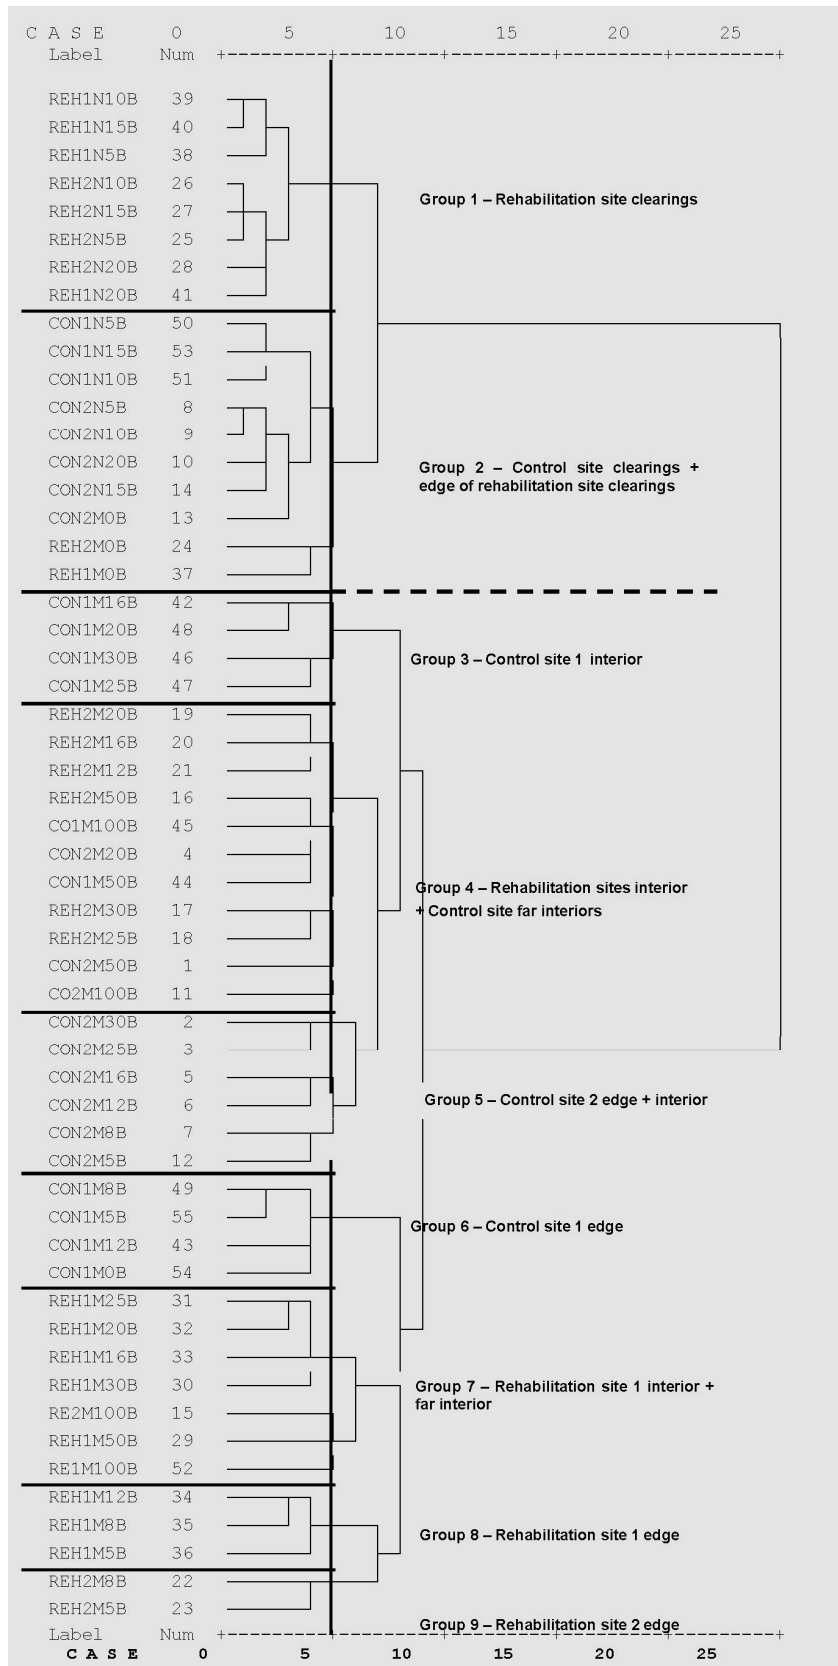 C A S E 0 5 10 15 20 25
Label Num +---------+---------+---------+---------+---------+
REH1N10B 39
REH1N15B 40
REH1N5B 38
REH2N10B 26
Group 1 – Rehabilitation site clearings
REH2N15B 27
REH2N5B 25
REH2N20B 28
REH1N20B 41
CON1N5B 50
CON1N15B 53
CON1N10B 51
CON2N5B 8
CON2N10B 9
CON2N20B 10
Group 2 – Control site clearings +
edge of rehabilitation site clearings
CON2N15B 14
CON2M0B 13
REH2M0B 24
REH1M0B 37
CON1M16B 42
CON1M20B 48
CON1M30B 46
Group 3 – Control site 1 interior
CON1M25B 47
REH2M20B 19
REH2M16B 20
REH2M12B 21
REH2M50B 16
CO1M100B 45
CON2M20B 4
CON1M50B 44
Group 4 – Rehabilitation sites interior
+ Control site far interiors
REH2M30B 17
REH2M25B 18
CON2M50B 1
CO2M100B 11
CON2M30B 2
CON2M25B 3
CON2M16B 5
CON2M12B 6
Group 5 – Control site 2 edge + interior
CON2M8B 7
CON2M5B 12
CON1M8B 49
CON1M5B 55
Group 6 – Control site 1 edge
CON1M12B 43
CON1M0B 54
REH1M25B 31
REH1M20B 32
REH1M16B 33
REH1M30B 30
Group 7 – Rehabilitation site 1 interior +
far interior
RE2M100B 15
REH1M50B 29
RE1M100B 52
REH1M12B 34
REH1M8B 35
Group 8 – Rehabilitation site 1 edge
REH1M5B 36
REH2M8B 22
REH2M5B 23
Group 9 – Rehabilitation site 2 edge
Label Num +---------+---------+---------+---------+---------+
C A S E 0 5 10 15 20 25